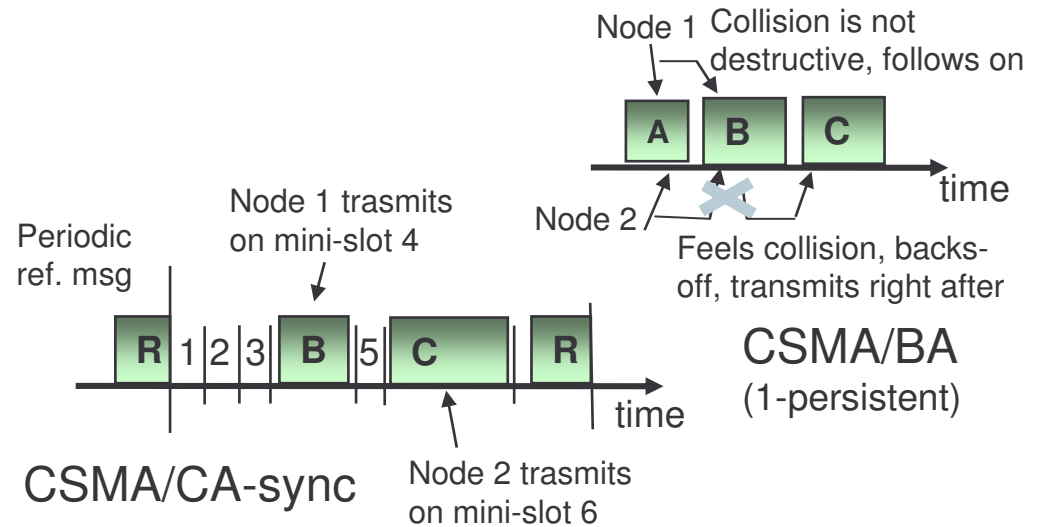 Node 1
Collision is not
destructive, follows on
A B C
time
Node 2
Feels collision, backs-
off, transmits right after
CSMA/BA
(1-persistent)
Node 1 trasmits
on mini-slot 4
Periodic
ref. msg
R 1 2 3 B 5 C R
time
CSMA/CA-sync
Node 2 trasmits
on mini-slot 6